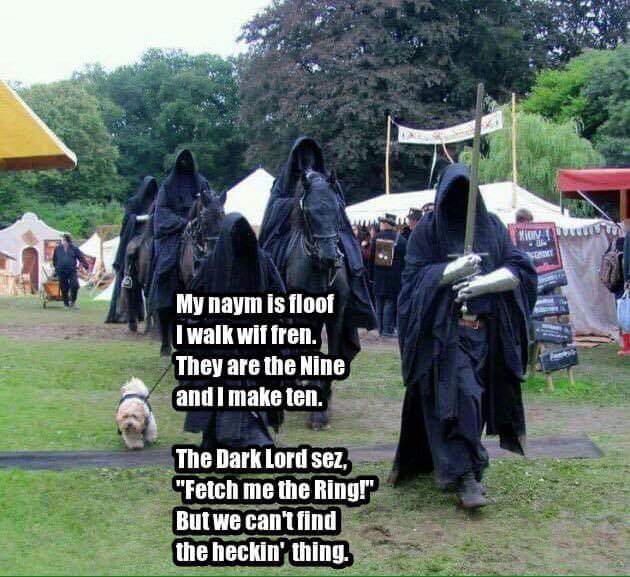 My naym is floof
I walk wif fren.
They are the Nine
and I make ten.
The Dark Lord sez,
"Fetch me the Ring!"
But we can't find
the heckin' thing.